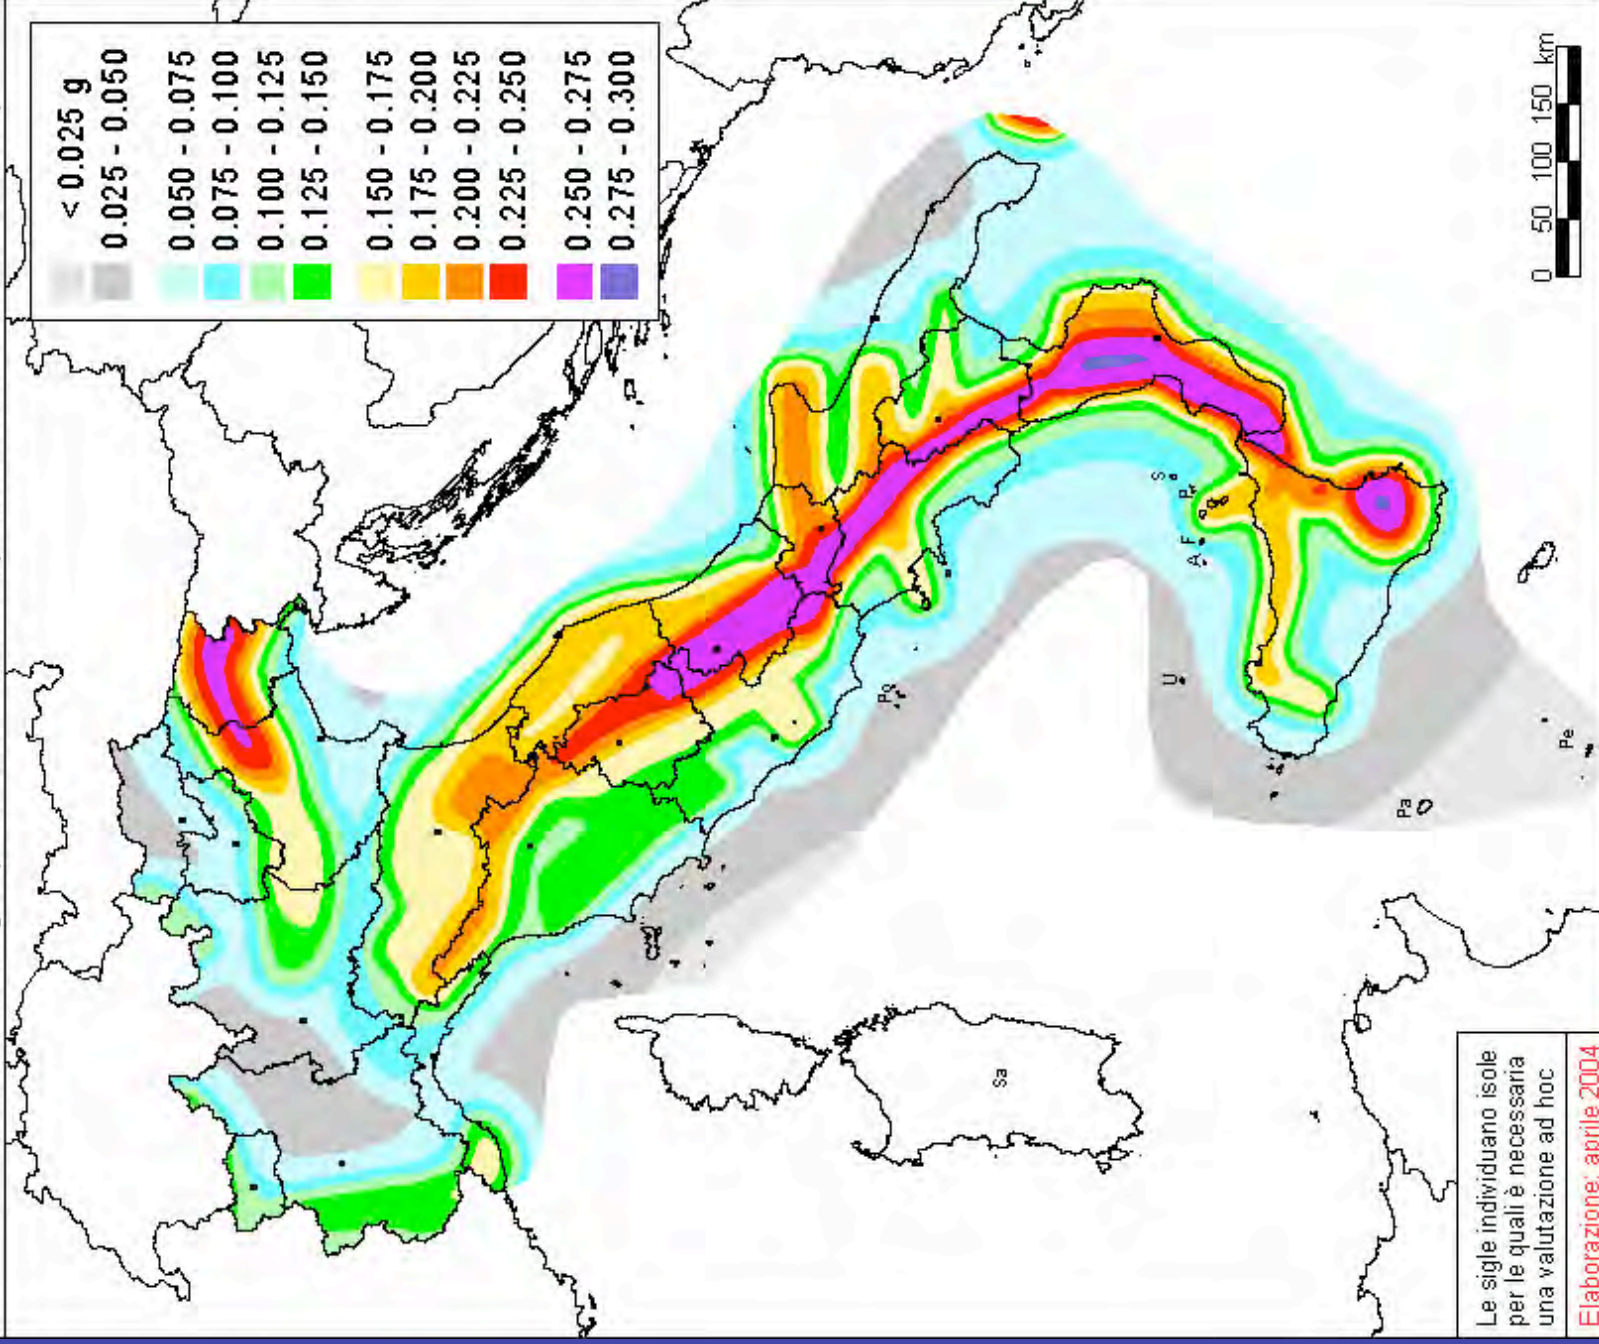 < 0.025 g
0.025 - 0.050
0.050 - 0.075
0.075 - 0.100
0.100 - 0.125
0.125 - 0.150
0.150 - 0.175
0.175 - 0.200
0.200 - 0.225
0.225 - 0.250
0.250 - 0.275
0.275 - 0.300
0 50 100 150 km
Po
U
A
F
P
S
Sa
Pa
Pe
Le sigle individuano isole
per le quali è necessaria
una valutazione ad hoc
Elaborazione: aprile 2004